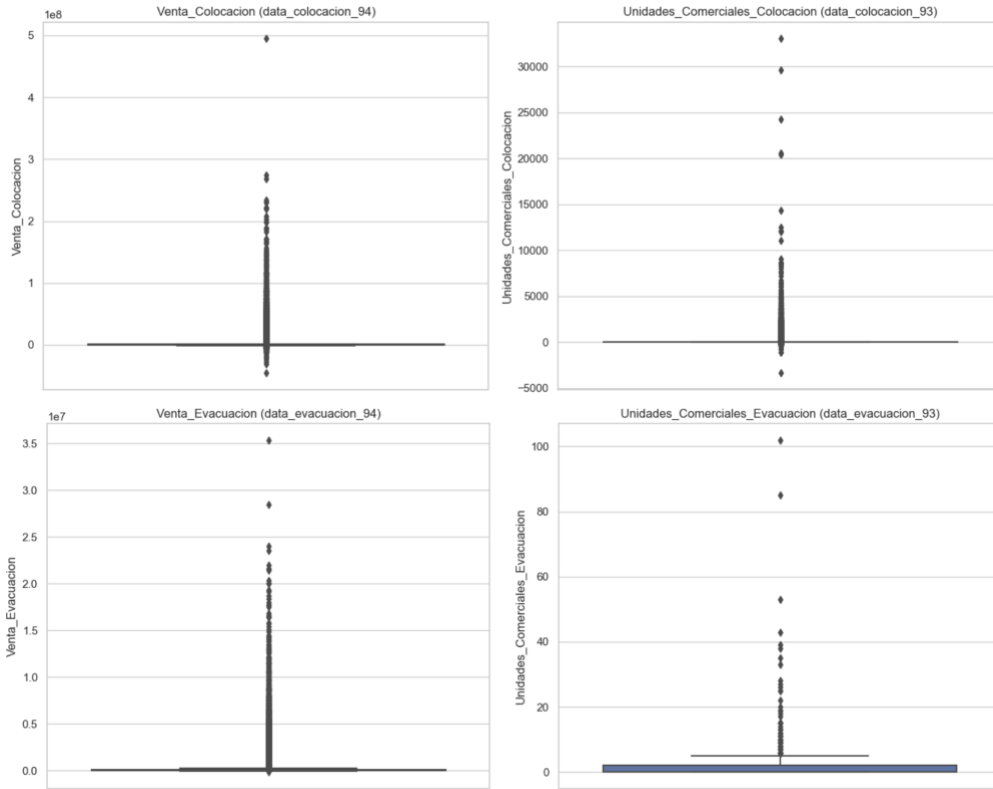 Venta_Colocacion (data_colocacion_94)
1e8
5
4
3
2
1
0
Venta_Colocacion
Unidades_Comerciales_Colocacion (data_colocacion_93)
30000
25000
20000
15000
10000
5000
0
−5000
Unidades_Comerciales_Colocacion
Venta_Evacuacion (data_evacuacion_94)
1e7
3.5
3.0
2.5
2.0
1.5
1.0
0.5
0.0
Venta_Evacuacion
Unidades_Comerciales_Evacuacion (data_evacuacion_93)
100
80
60
40
20
0
Unidades_Comerciales_Evacuacion